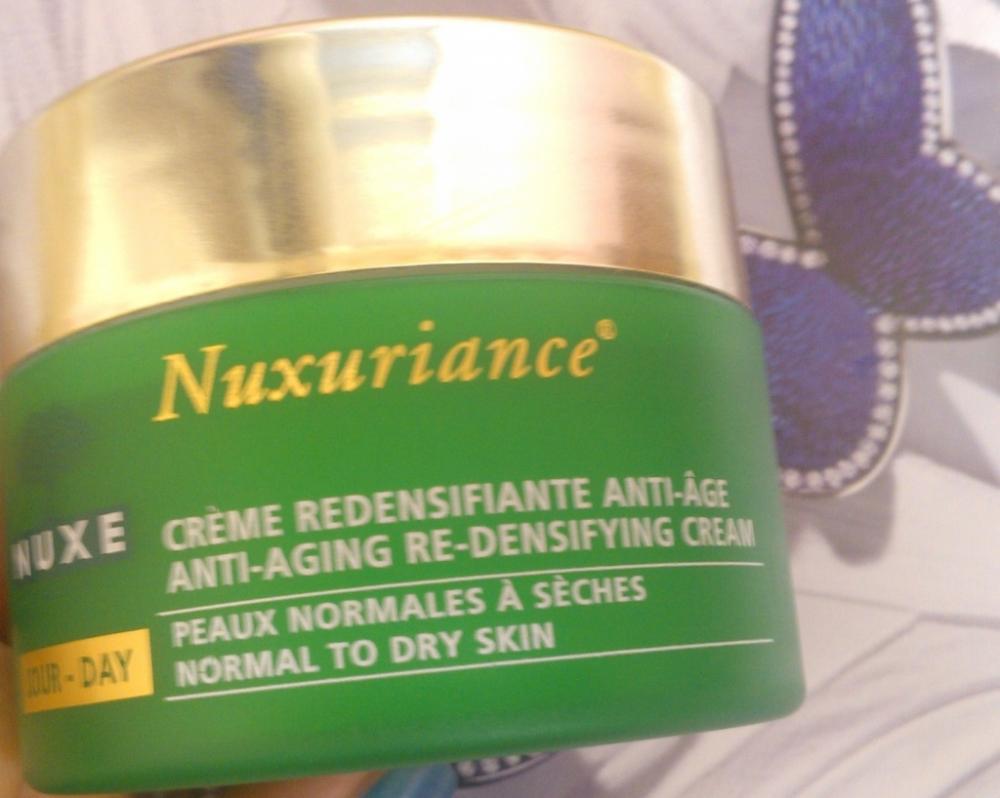 Nuxuriance®
NUXE
CRÈME REDENSIFIANTE ANTI-ÂGE
ANTI-AGING RE-DENSIFYING CREAM
PEAUX NORMALES À SÈCHES
NORMAL TO DRY SKIN
JOUR - DAY